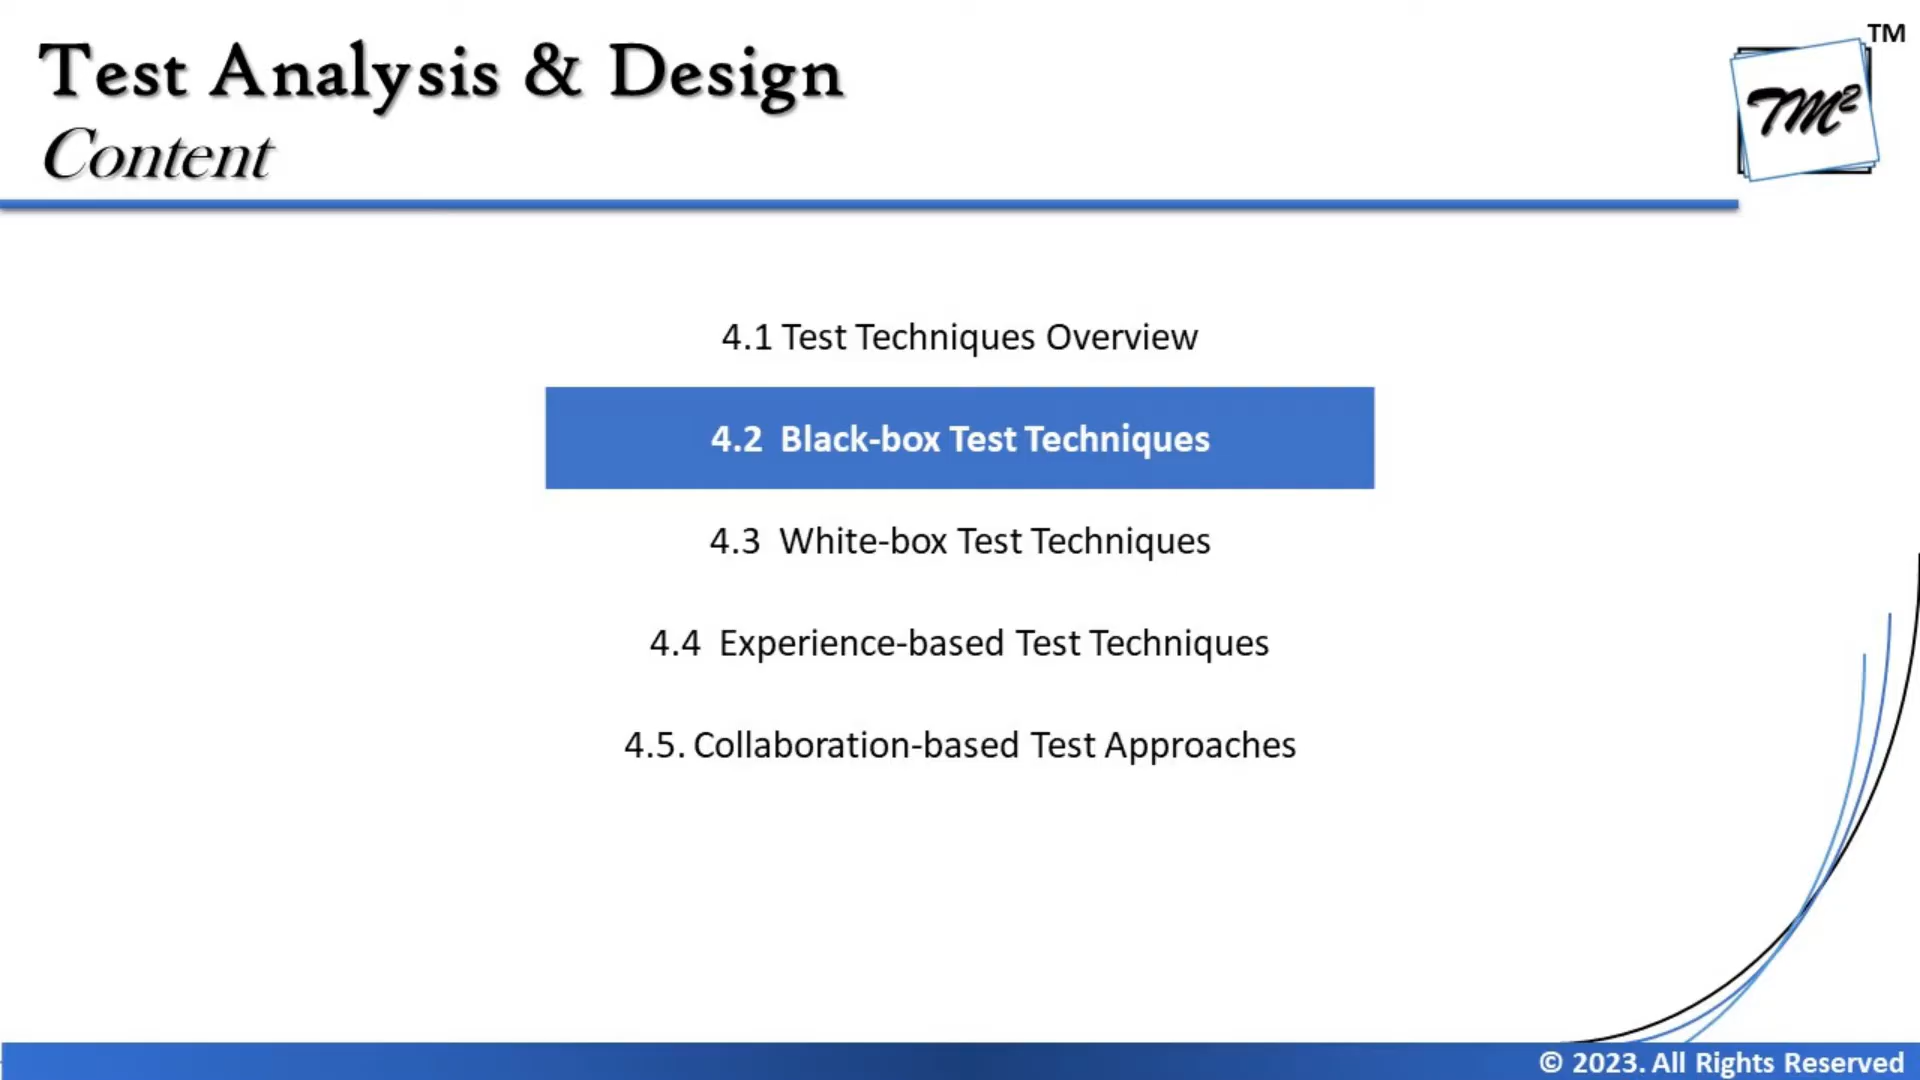 Test Analysis & Design
Content
TM
TM²
4.1 Test Techniques Overview
4.2 Black-box Test Techniques
4.3 White-box Test Techniques
4.4 Experience-based Test Techniques
4.5. Collaboration-based Test Approaches
© 2023. All Rights Reserved